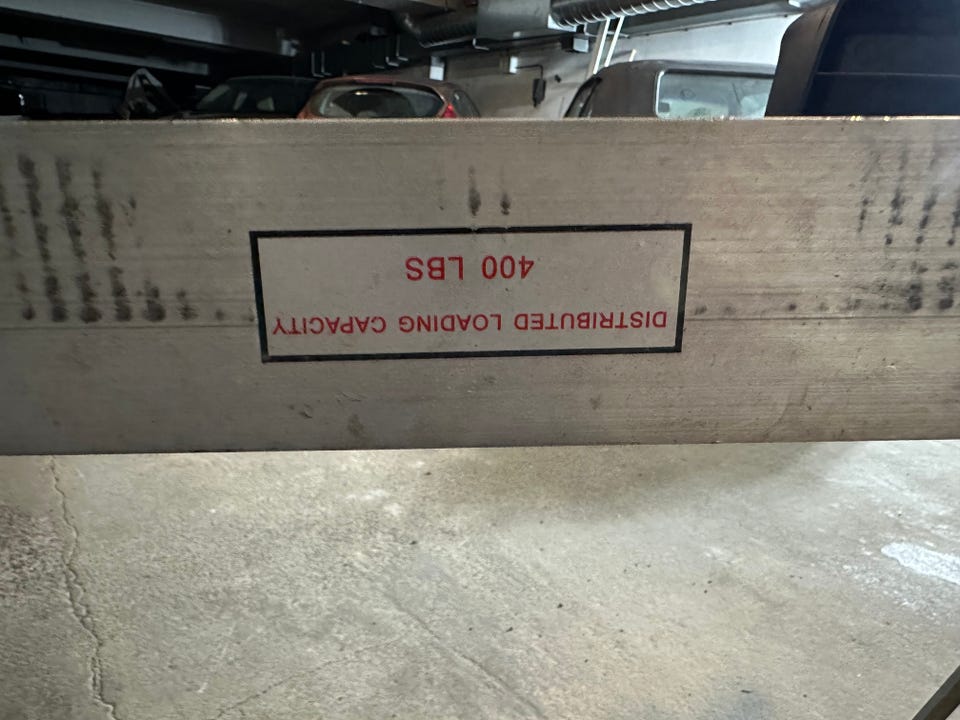 DISTRIBUTED LOADING CAPACITY
400 LBS